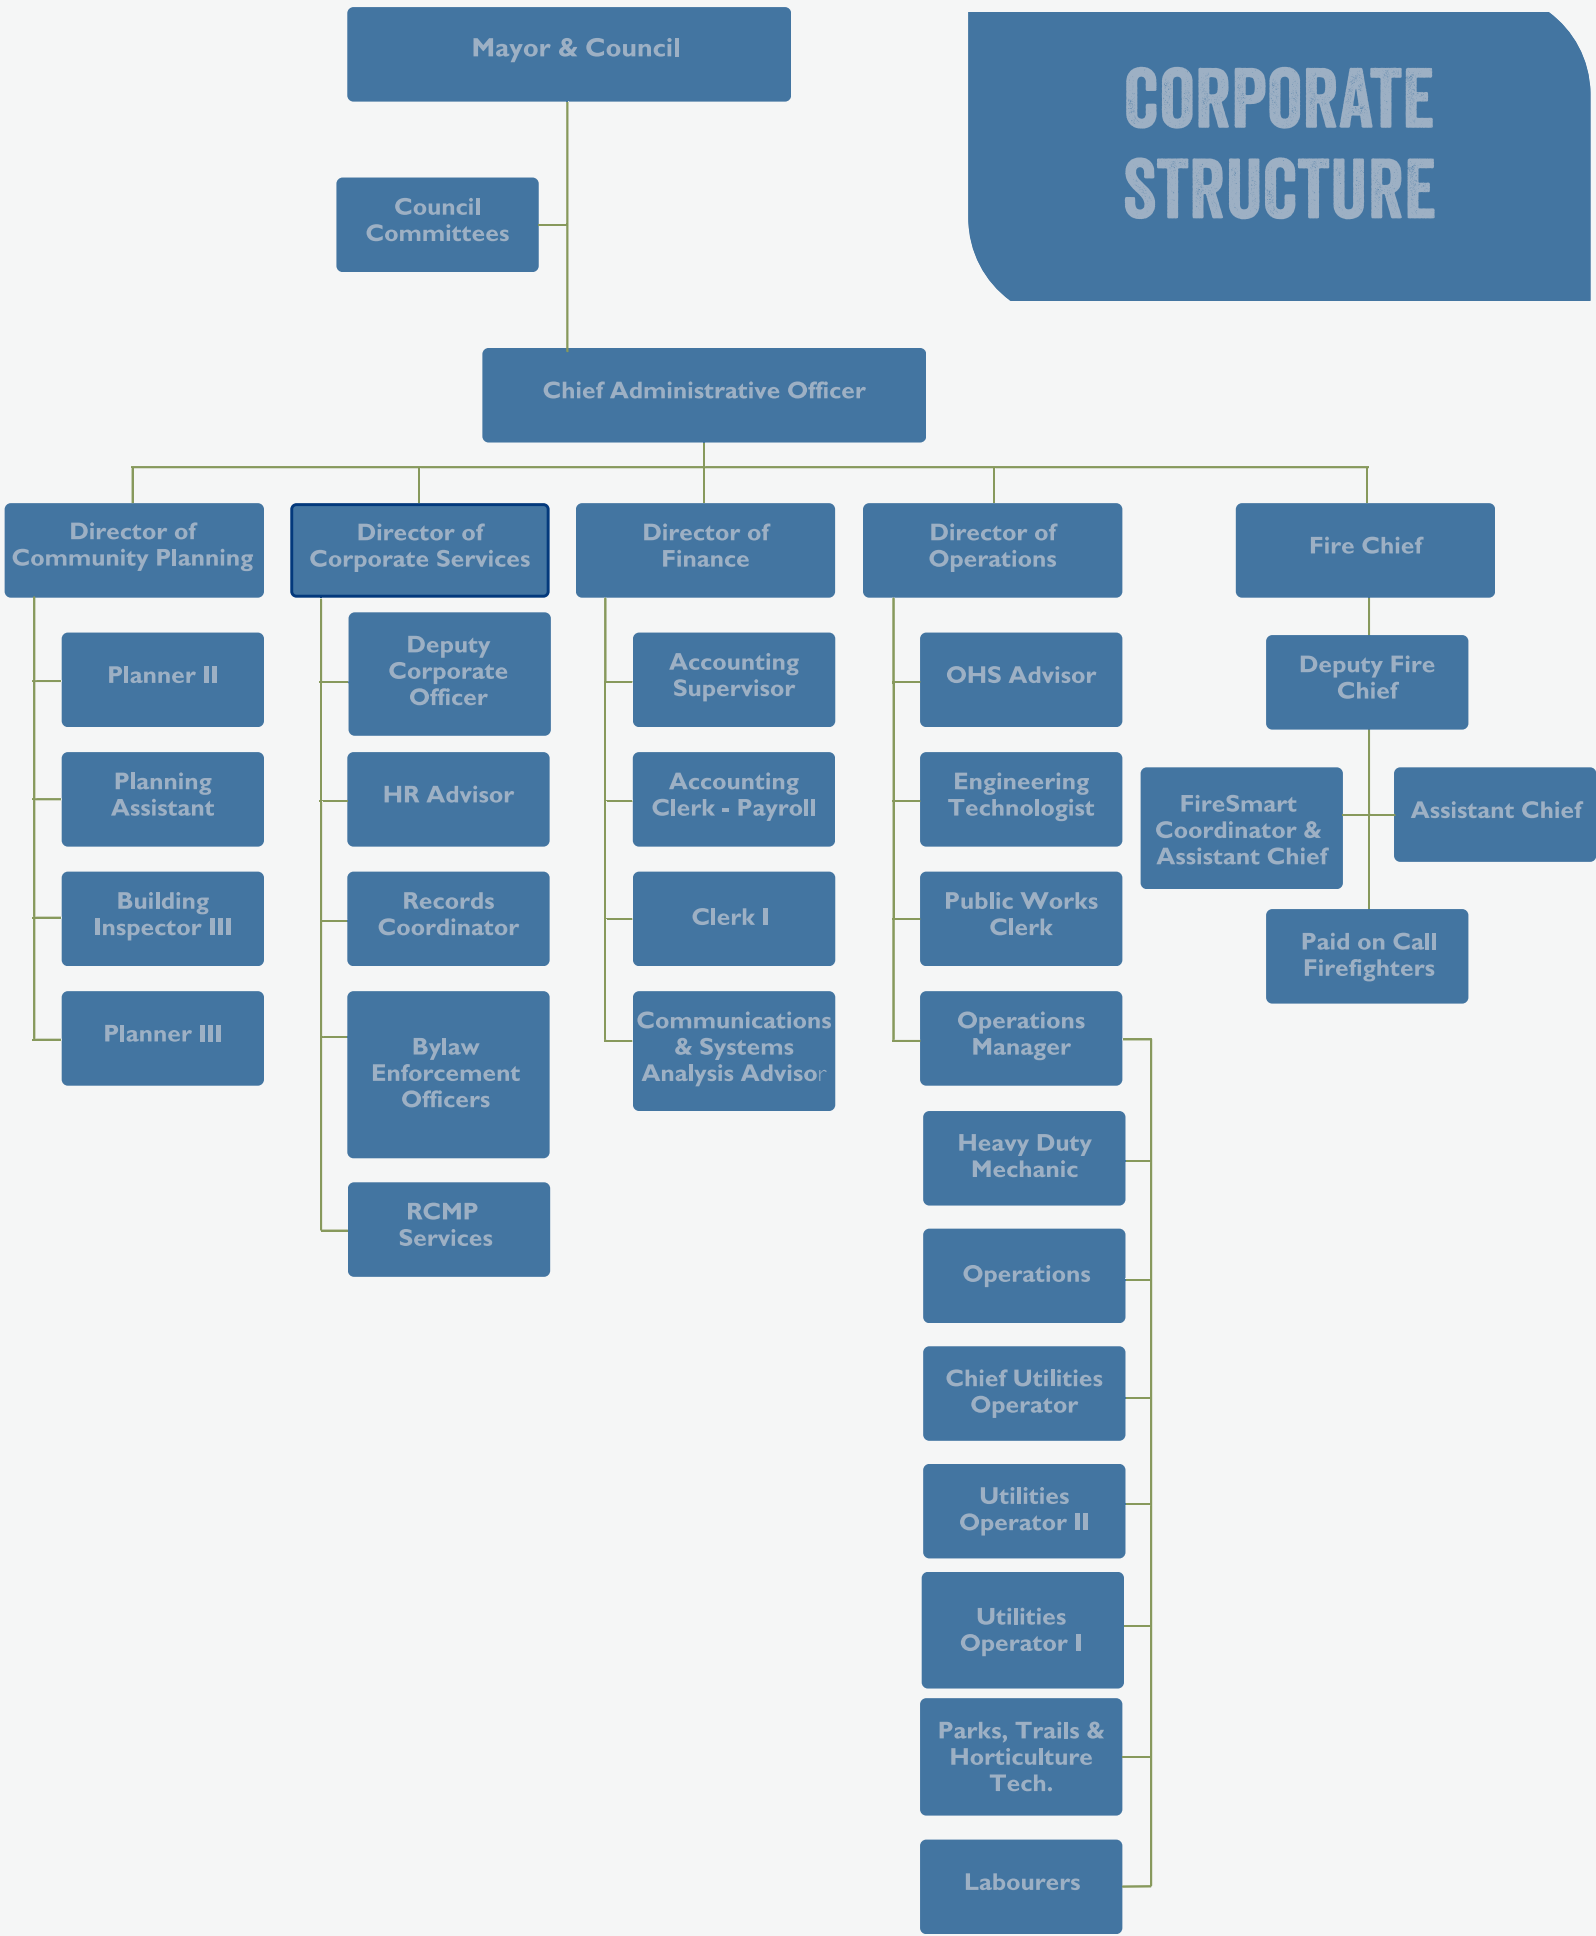 Mayor & Council
CORPORATE
STRUCTURE
Council
Committees
Chief Administrative Officer
Director of
Community Planning
Planner II
Planning
Assistant
Building
Inspector III
Planner III
Director of
Corporate Services
Deputy
Corporate
Officer
HR Advisor
Records
Coordinator
Bylaw
Enforcement
Officers
RCMP
Services
Director of
Finance
Accounting
Supervisor
Accounting
Clerk - Payroll
Clerk I
Communications
& Systems
Analysis Advisor
Director of
Operations
OHS Advisor
Engineering
Technologist
Public Works
Clerk
Operations
Manager
Heavy Duty
Mechanic
Operations
Chief Utilities
Operator
Utilities
Operator II
Utilities
Operator I
Parks, Trails &
Horticulture
Tech.
Labourers
Fire Chief
Deputy Fire
Chief
FireSmart
Coordinator &
Assistant Chief
Assistant Chief
Paid on Call
Firefighters